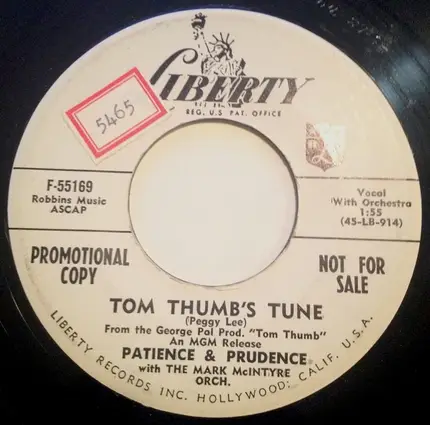 LIBERTY
REG. U.S. PAT. OFFICE
5465
F-55169
Robbins Music
ASCAP
Vocal
With Orchestra
1:55
(45-LB-914)
PROMOTIONAL
COPY
NOT FOR
SALE
TOM THUMB'S TUNE
(Peggy Lee)
From the George Pal Prod. "Tom Thumb"
An MGM Release
PATIENCE & PRUDENCE
with THE MARK McINTYRE
ORCH.
LIBERTY RECORDS INC. HOLLYWOOD, CALIF. U.S.A.